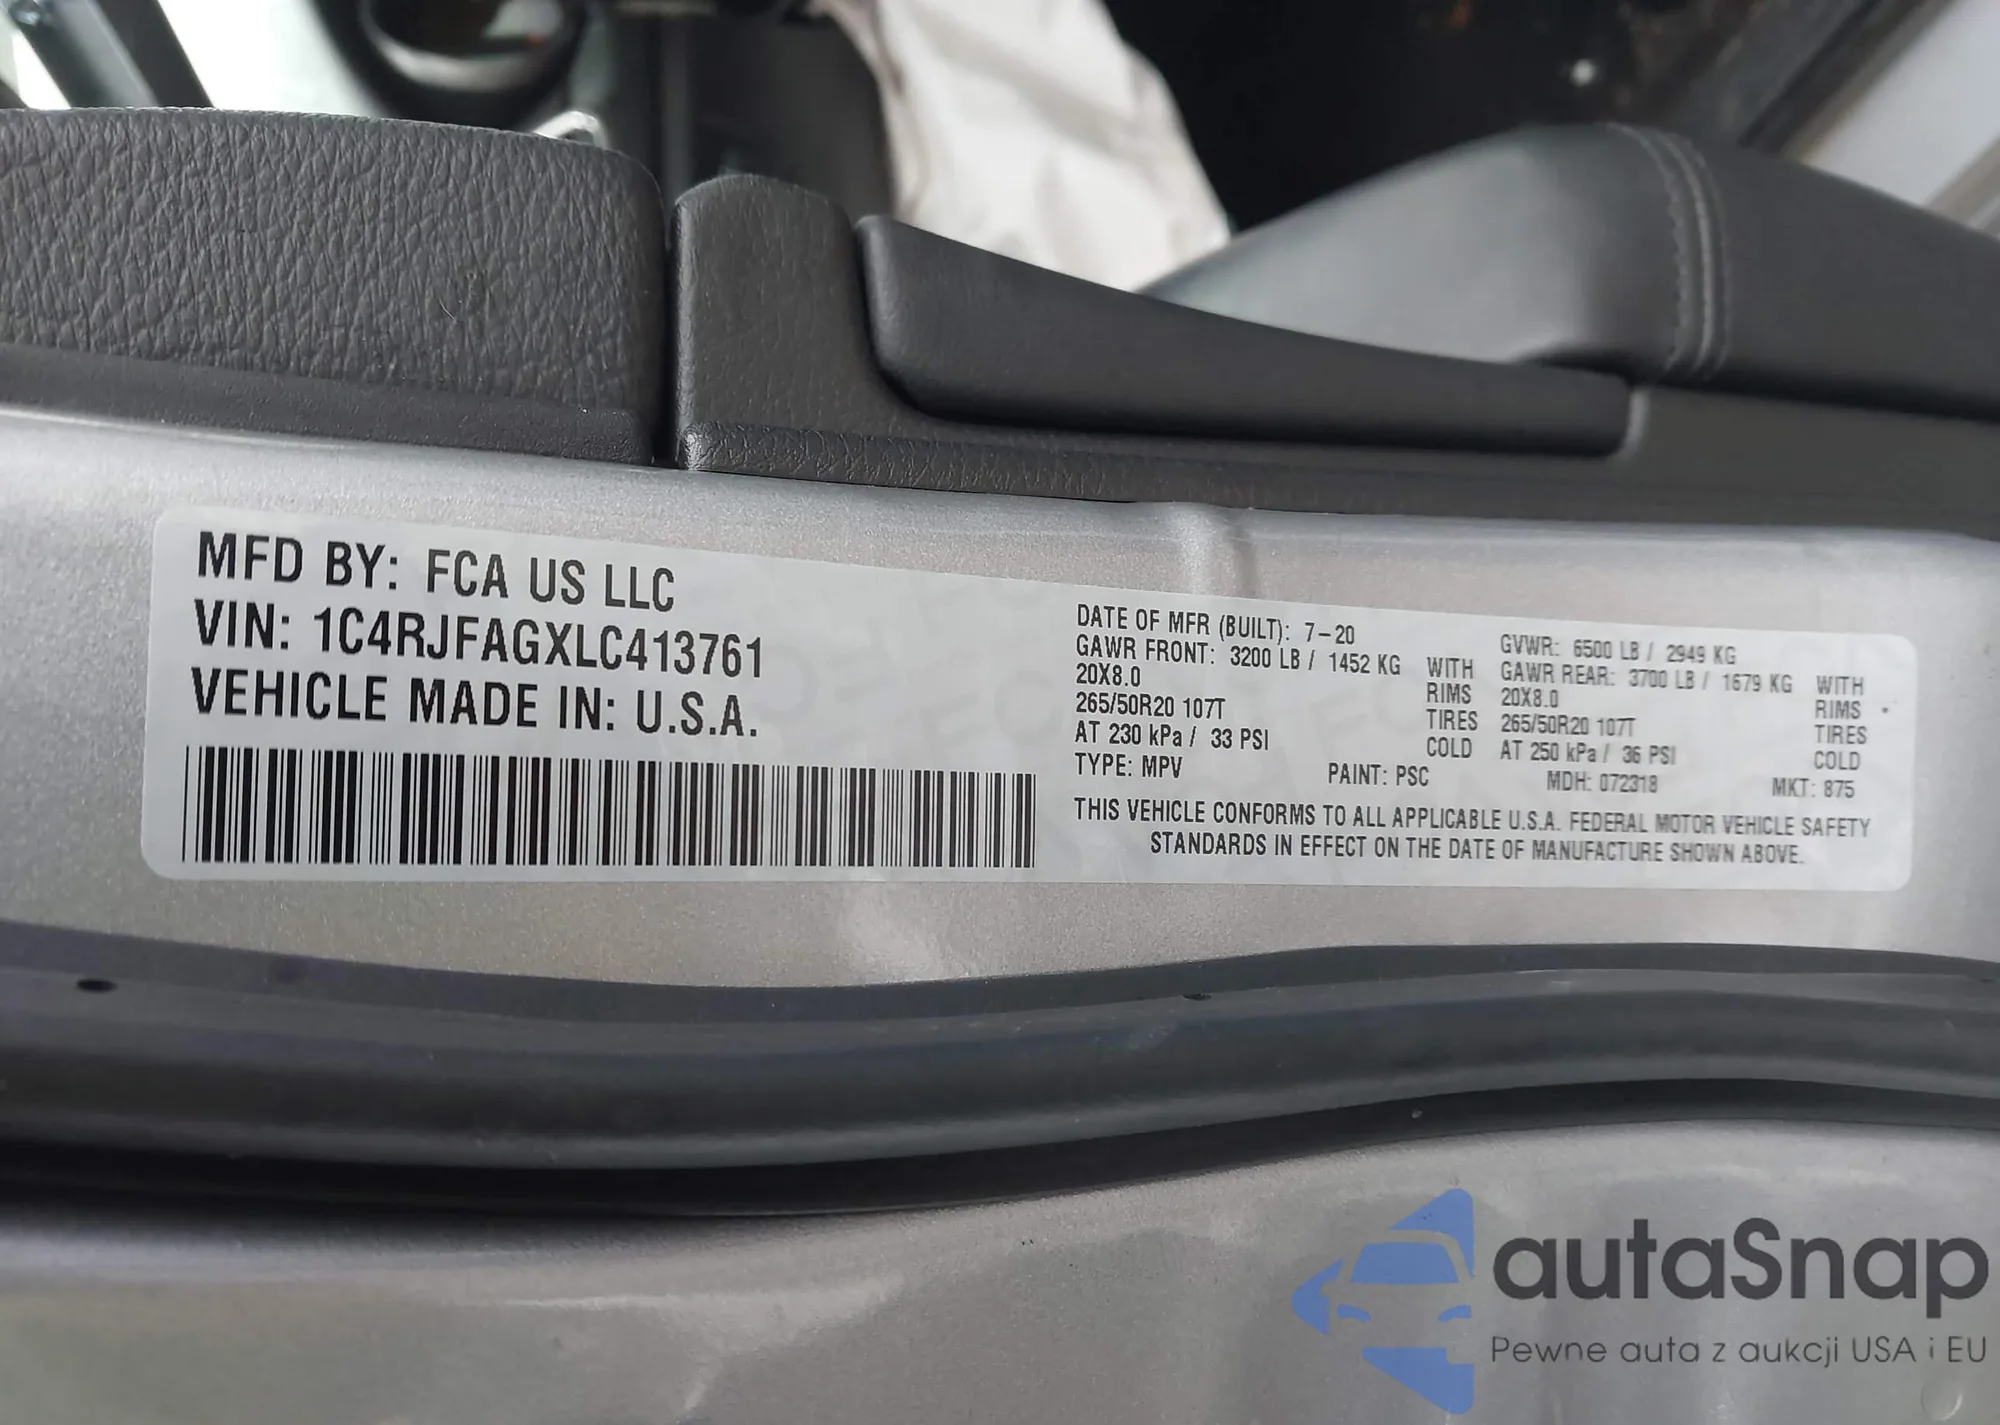 MFD BY: FCA US LLC
VIN: 1C4RJFAGXLC413761
VEHICLE MADE IN: U.S.A.
DATE OF MFR (BUILT): 7-20 GVWR: 6500 LB / 2949 KG
GAWR FRONT: 3200 LB / 1452 KG WITH GAWR REAR: 3700 LB / 1679 KG WITH
20X8.0 RIMS 20X8.0 RIMS
265/50R20 107T TIRES 265/50R20 107T TIRES
AT 230 kPa / 33 PSI COLD AT 250 kPa / 36 PSI COLD
TYPE: MPV PAINT: PSC MDH: 072318 MKT: 875
THIS VEHICLE CONFORMS TO ALL APPLICABLE U.S.A. FEDERAL MOTOR VEHICLE SAFETY
STANDARDS IN EFFECT ON THE DATE OF MANUFACTURE SHOWN ABOVE.
autaSnap
Pewne auta z aukcji USA i EU